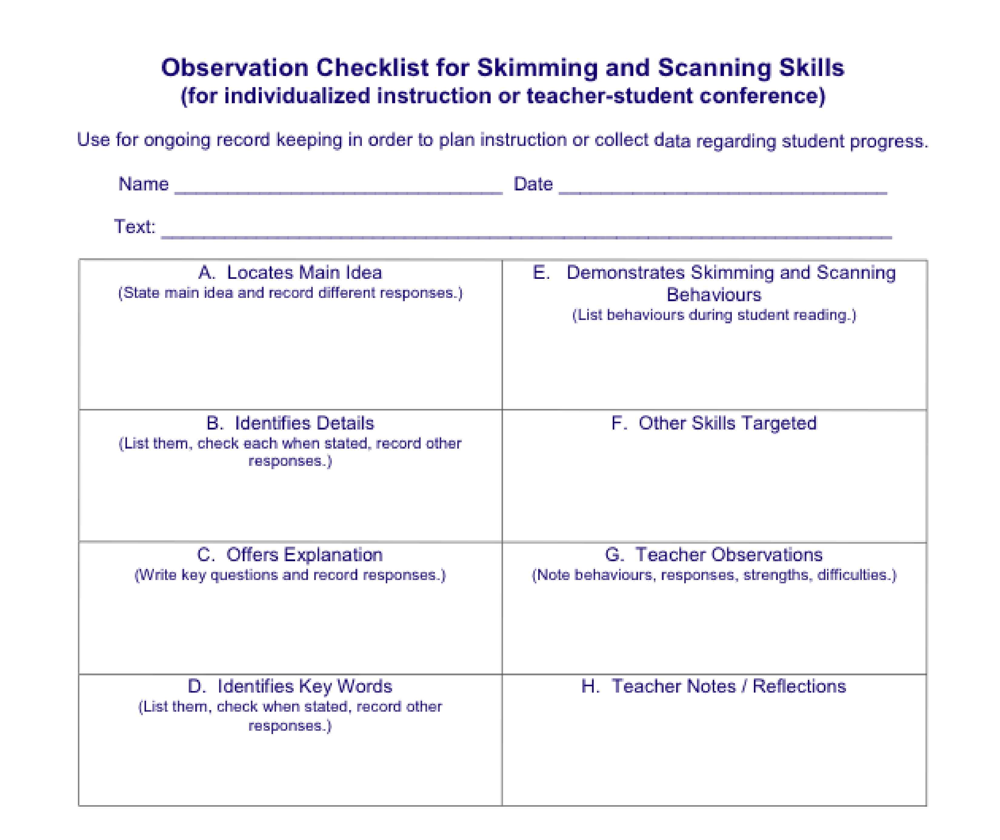 Observation Checklist for Skimming and Scanning Skills
(for individualized instruction or teacher-student conference)
Use for ongoing record keeping in order to plan instruction or collect data regarding student progress.
Name ______________________________ Date ______________________________
Text: ___________________________________________________________________
A. Locates Main Idea
(State main idea and record different responses.)
E. Demonstrates Skimming and Scanning
Behaviours
(List behaviours during student reading.)
B. Identifies Details
(List them, check each when stated, record other
responses.)
F. Other Skills Targeted
C. Offers Explanation
(Write key questions and record responses.)
G. Teacher Observations
(Note behaviours, responses, strengths, difficulties.)
D. Identifies Key Words
(List them, check when stated, record other
responses.)
H. Teacher Notes / Reflections